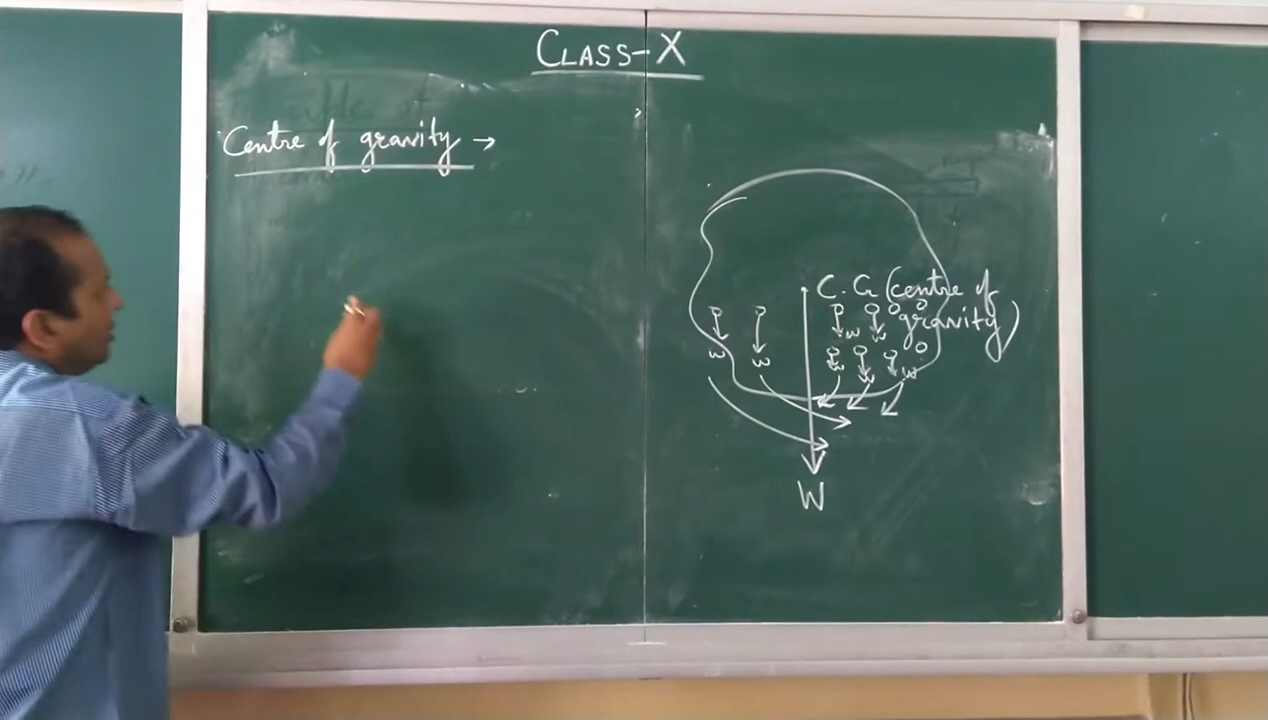 CLASS-X
Centre of gravity →
C. G (centre of
gravity)
w w
w w w w w
W